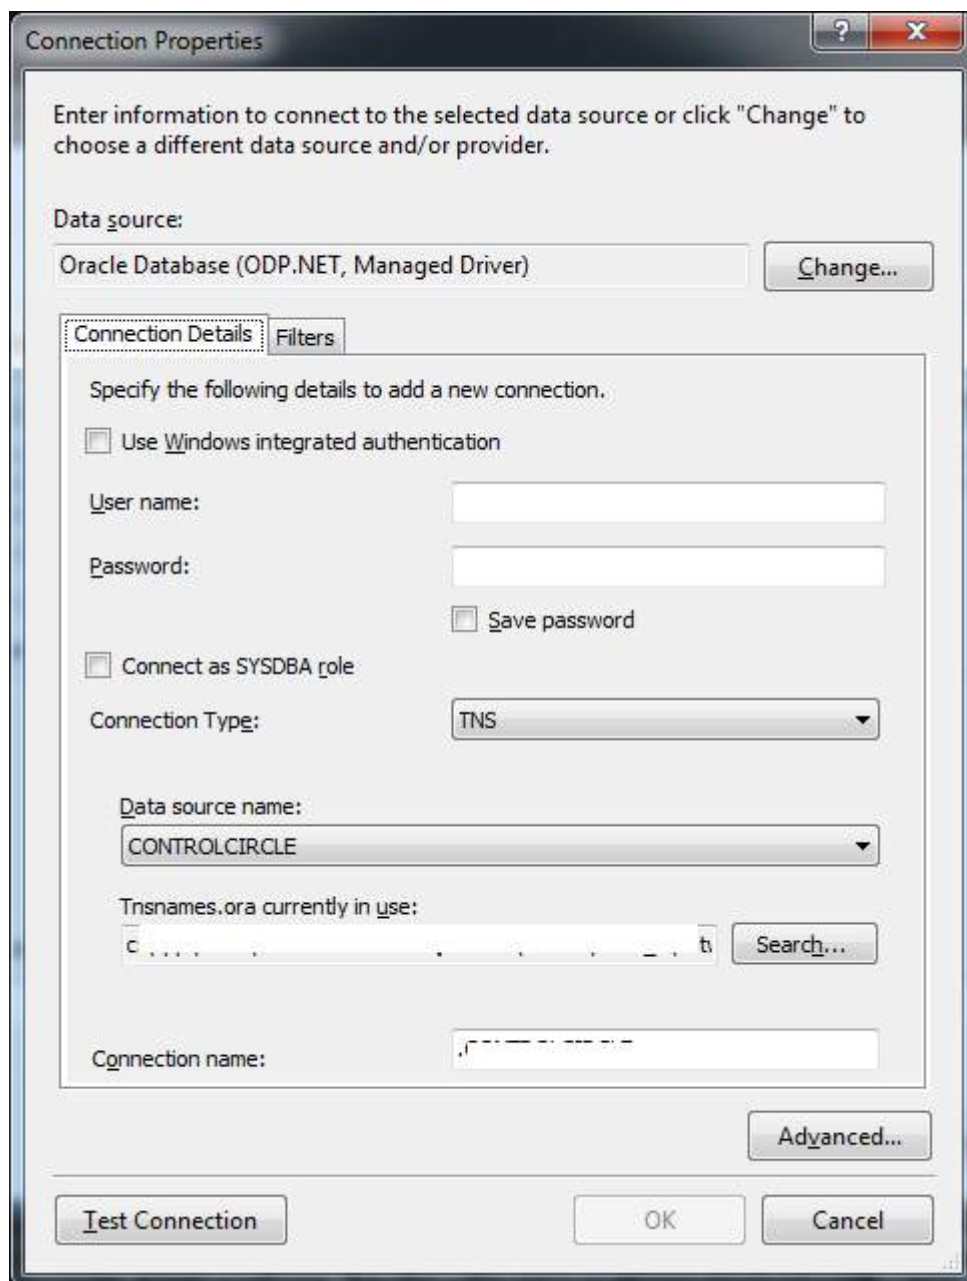 Connection Properties
?
Enter information to connect to the selected data source or click "Change" to
choose a different data source and/or provider.
Data source:
Oracle Database (ODP.NET, Managed Driver)
Change...
Connection Details
Filters
Specify the following details to add a new connection.
Use Windows integrated authentication
User name:
Password:
Save password
Connect as SYSDBA role
Connection Type:
TNS
Data source name:
CONTROLCIRCLE
Tnsnames.ora currently in use:
Search...
Connection name:
Advanced...
Test Connection
OK
Cancel